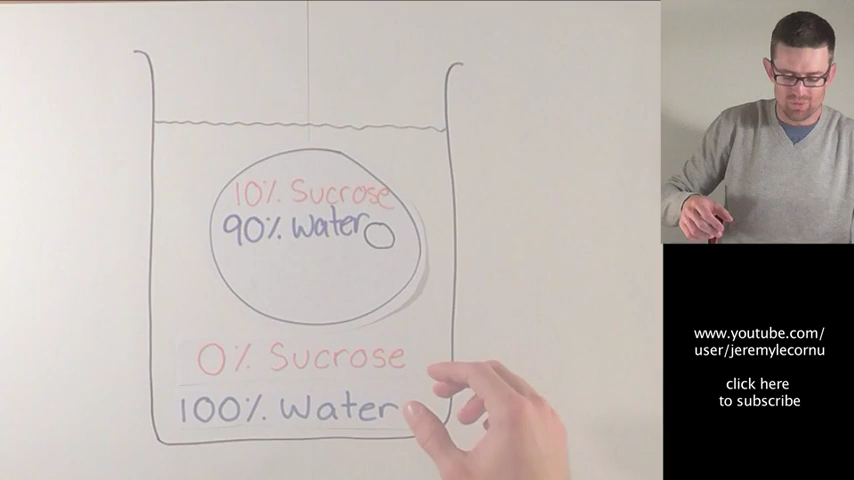 10% Sucrose
90% Water
0% Sucrose
100% Water
www.youtube.com/
user/jeremylecornu
click here
to subscribe